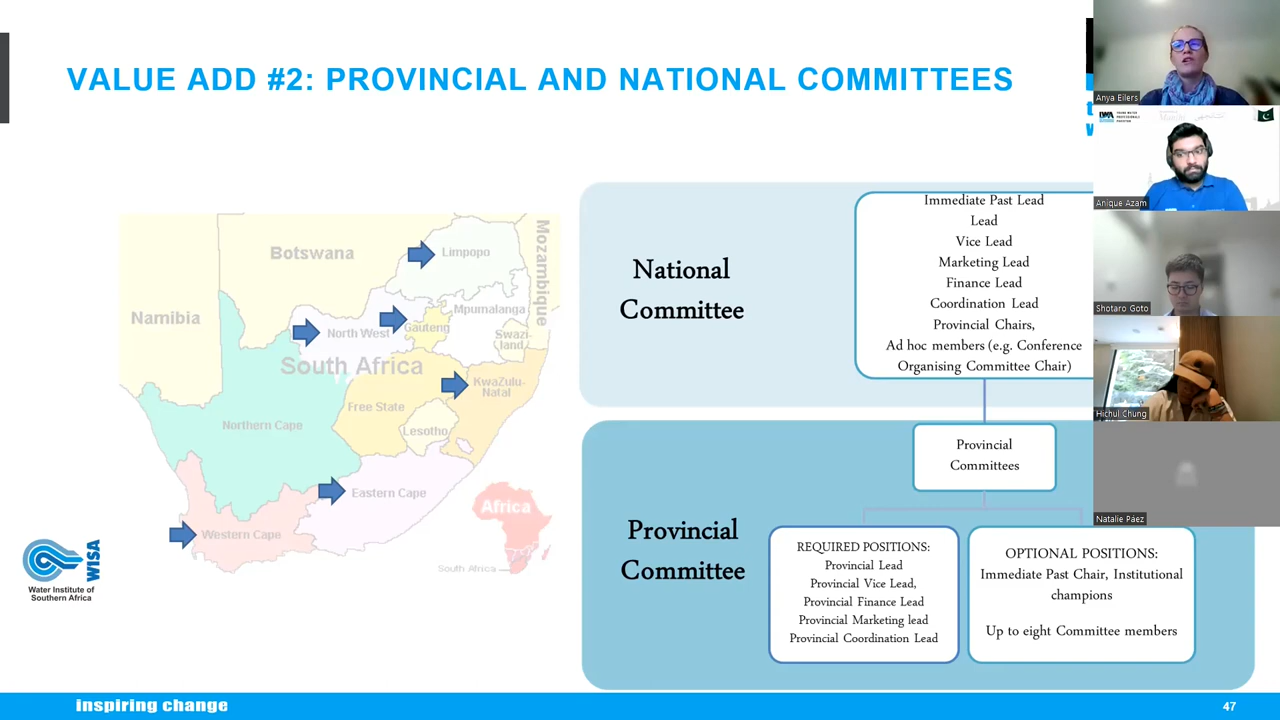 VALUE ADD #2: PROVINCIAL AND NATIONAL COMMITTEES
Botswana
Namibia
Limpopo
Mozambique
Mpumalanga
North West
Gauteng
Swazi-
land
South Africa
KwaZulu-
Natal
Free State
Lesotho
Northern Cape
Eastern Cape
Western Cape
Africa
South Africa
WISA
Water Institute of
Southern Africa
National
Committee
Immediate Past Lead
Lead
Vice Lead
Marketing Lead
Finance Lead
Coordination Lead
Provincial Chairs,
Ad hoc members (e.g. Conference
Organising Committee Chair)
Provincial
Committees
Provincial
Committee
REQUIRED POSITIONS:
Provincial Lead
Provincial Vice Lead,
Provincial Finance Lead
Provincial Marketing lead
Provincial Coordination Lead
OPTIONAL POSITIONS:
Immediate Past Chair, Institutional
champions
Up to eight Committee members
Anya Eilers
Anique Azam
Shotaro Goto
Hichul Chung
Natalie Páez
inspiring change
47